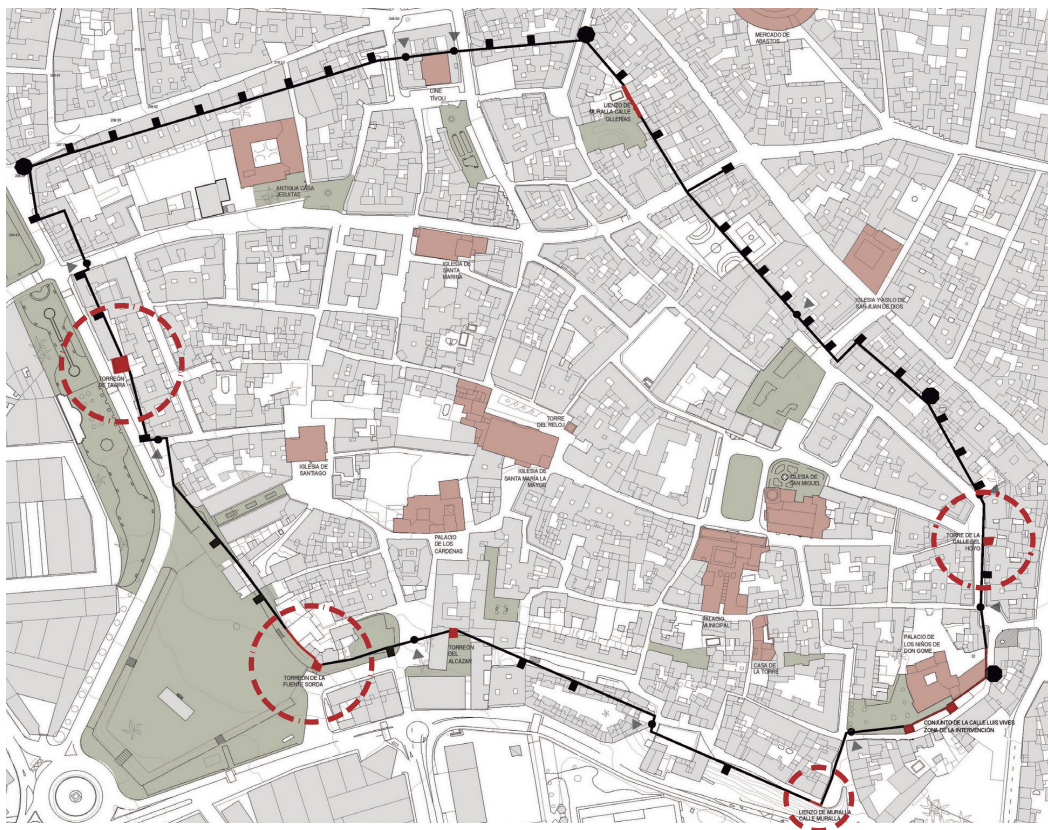 MERCADO DE
ABASTOS
CINE
TÍVOLI
LIENZO DE
MURALLA CALLE
OLLERÍAS
ANTIGUA CASA
JESUITAS
IGLESIA DE
SANTA
MARINA
IGLESIA Y ASILO DE
SAN JUAN DE DIOS
TORREÓN
DE TAVIRA
TORRE
DEL RELOJ
IGLESIA DE
SANTIAGO
IGLESIA DE
SANTA MARÍA LA
MAYOR
IGLESIA DE
SAN MIGUEL
PALACIO
DE LOS
CÁRDENAS
TORRE DE LA
CALLE DEL
HOYO
PALACIO
MUNICIPAL
PALACIO DE
LOS NIÑOS DE
DON GOME
TORREÓN
DEL
ALCÁZAR
CASA DE
LA TORRE
TORREÓN DE LA
FUENTE SORDA
CONJUNTO DE LA CALLE LUIS VIVES
ZONA DE LA INTERVENCIÓN
LIENZO DE MURALLA
CALLE MURALLA